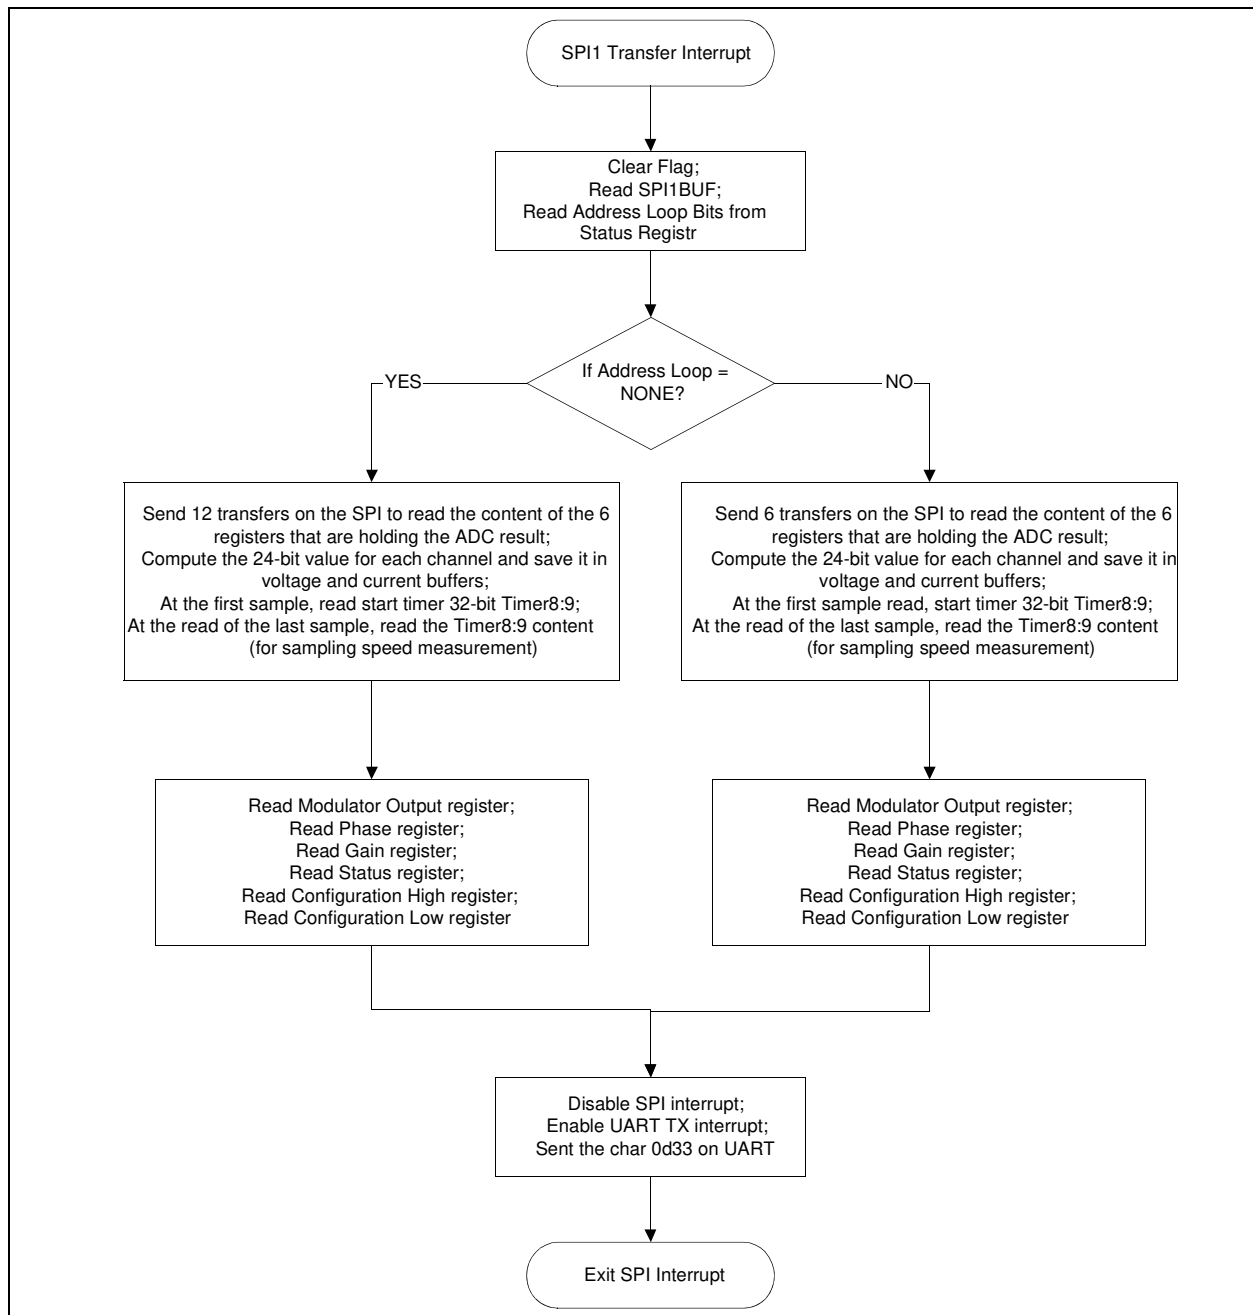 SPI1 Transfer Interrupt
Clear Flag;
Read SPI1BUF;
Read Address Loop Bits from
Status Registr
If Address Loop =
NONE?
YES
NO
Send 12 transfers on the SPI to read the content of the 6
registers that are holding the ADC result;
Compute the 24-bit value for each channel and save it in
voltage and current buffers;
At the first sample, read start timer 32-bit Timer8:9;
At the read of the last sample, read the Timer8:9 content
(for sampling speed measurement)
Send 6 transfers on the SPI to read the content of the 6
registers that are holding the ADC result;
Compute the 24-bit value for each channel and save it in
voltage and current buffers;
At the first sample read, start timer 32-bit Timer8:9;
At the read of the last sample, read the Timer8:9 content
(for sampling speed measurement)
Read Modulator Output register;
Read Phase register;
Read Gain register;
Read Status register;
Read Configuration High register;
Read Configuration Low register
Read Modulator Output register;
Read Phase register;
Read Gain register;
Read Status register;
Read Configuration High register;
Read Configuration Low register
Disable SPI interrupt;
Enable UART TX interrupt;
Sent the char 0d33 on UART
Exit SPI Interrupt